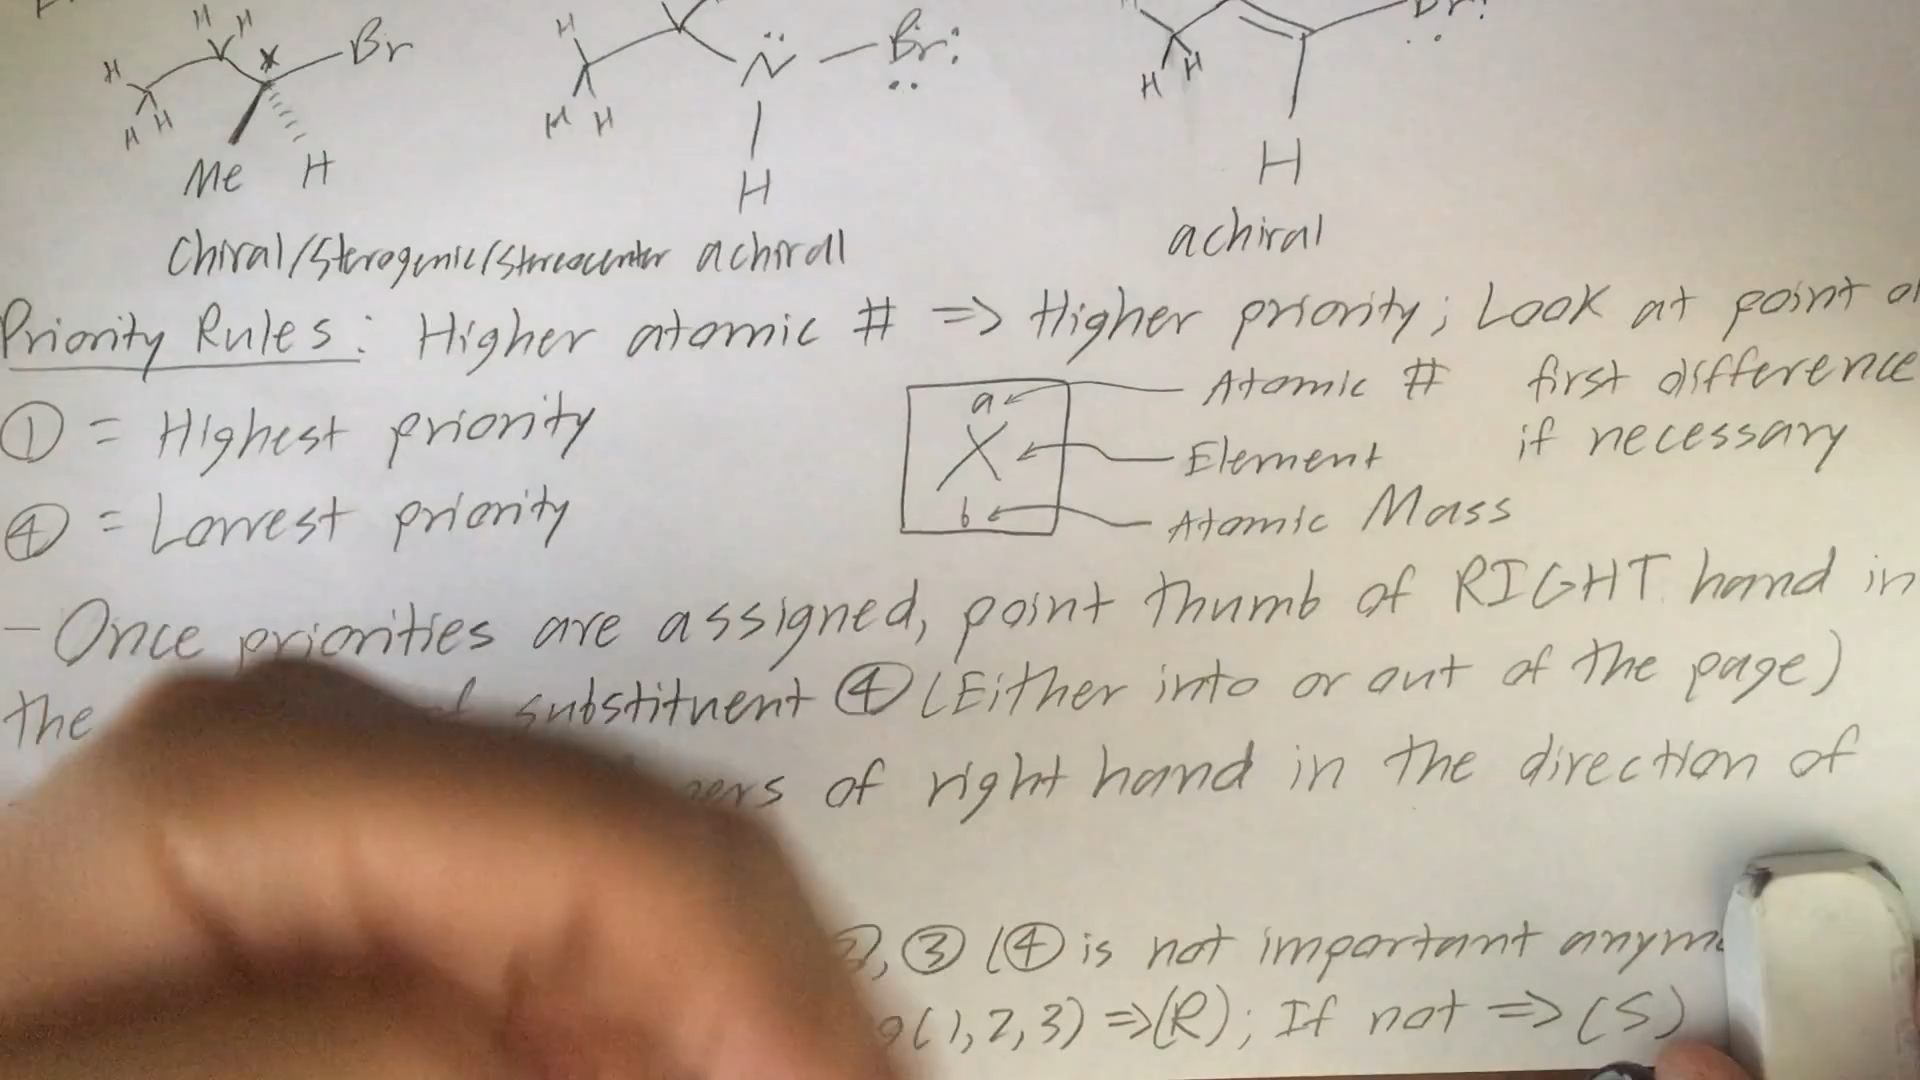 H H
H Br H N Br: H Br:
H H H H H H
Me H H H
Chiral/Sterogenic/Stereocenter achiral achiral
Priority Rules: Higher atomic # => Higher priority; Look at point
① = Highest priority a Atomic # first difference
X Element if necessary
④ = Lowest priority b Atomic Mass
- Once priorities are assigned, point thumb of RIGHT hand in
the substituent ④ (Either into or out of the page)
of right hand in the direction of
③ (④ is not important
(1,2,3) =>(R); If not => (S)